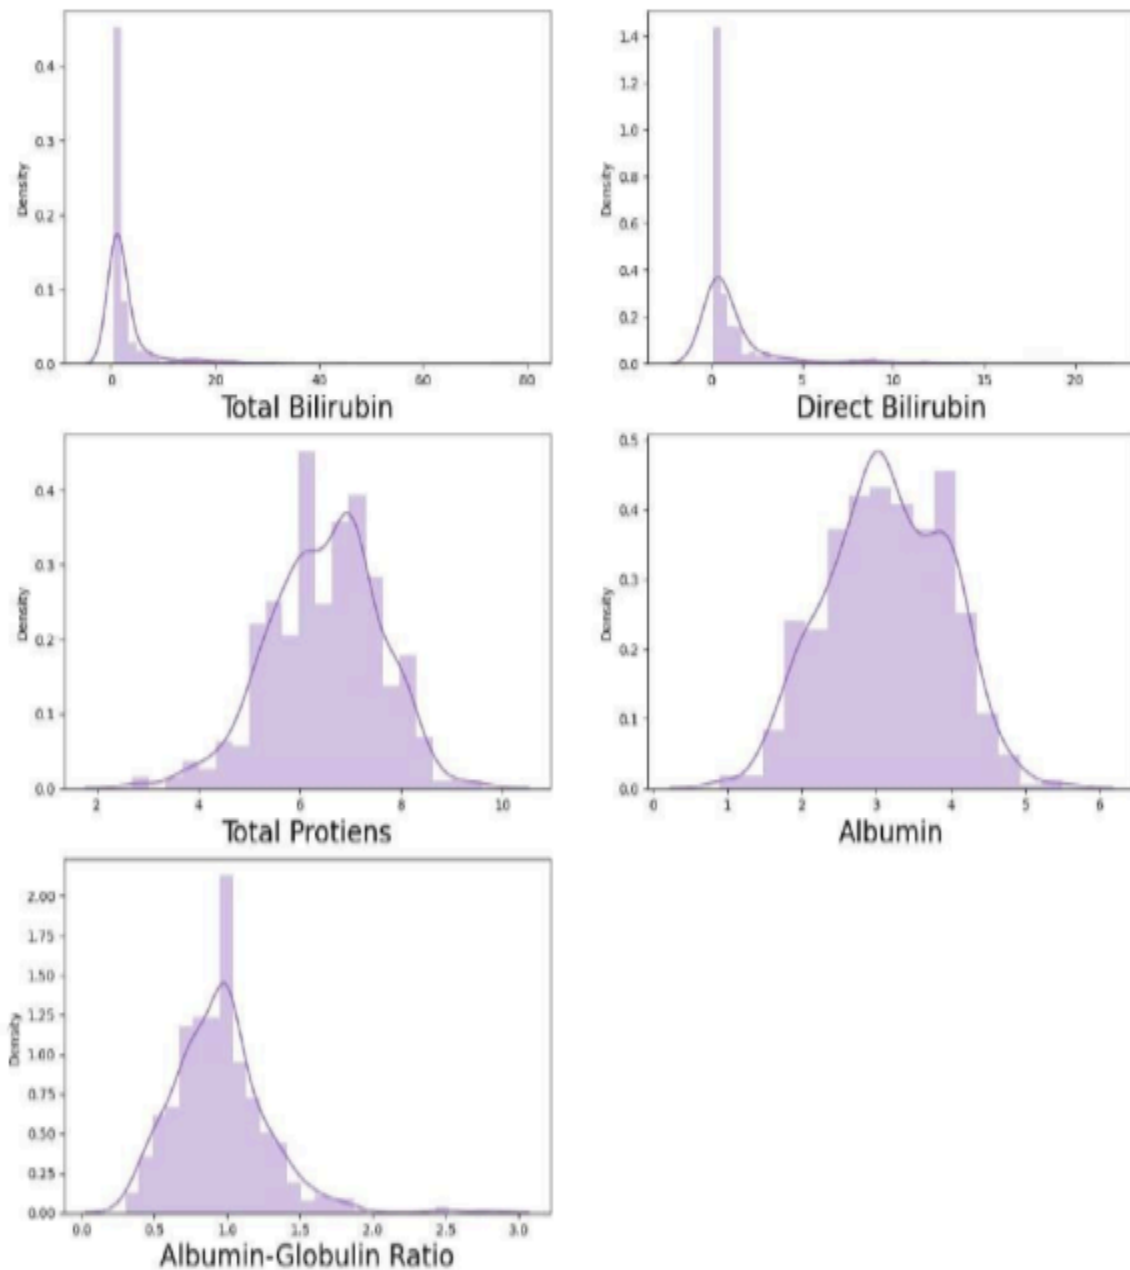 0.4
0.3
0.2
0.1
0.0
Density
0 20 40 60 80
Total Bilirubin
1.4
1.2
1.0
0.8
0.6
0.4
0.2
0.0
Density
0 5 10 15 20
Direct Bilirubin
0.4
0.3
0.2
0.1
0.0
Density
2 4 6 8 10
Total Protiens
0.5
0.4
0.3
0.2
0.1
0.0
Density
0 1 2 3 4 5 6
Albumin
2.00
1.75
1.50
1.25
1.00
0.75
0.50
0.25
0.00
Density
0.0 0.5 1.0 1.5 2.0 2.5 3.0
Albumin-Globulin Ratio